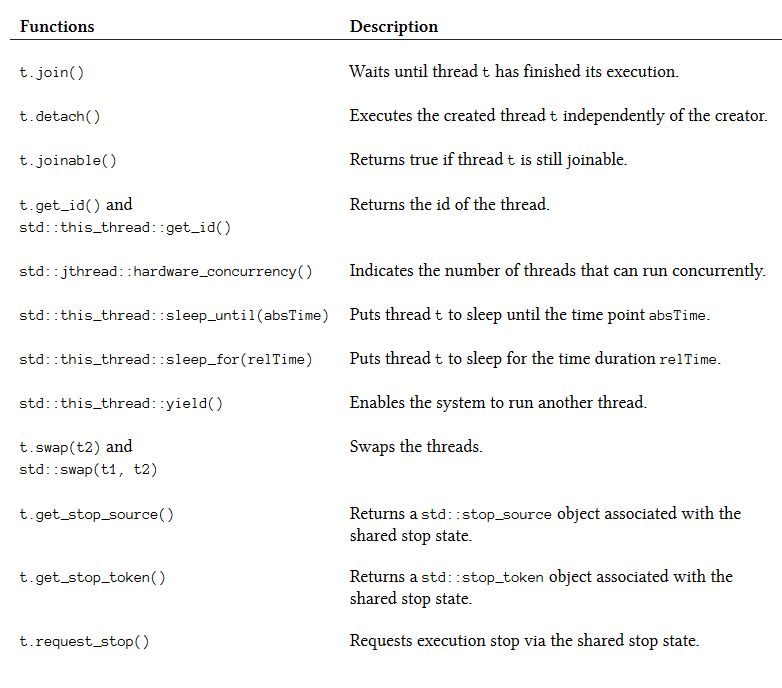 Functions Description
t.join() Waits until thread t has finished its execution.
t.detach() Executes the created thread t independently of the creator.
t.joinable() Returns true if thread t is still joinable.
t.get_id() and Returns the id of the thread.
std::this_thread::get_id()
std::jthread::hardware_concurrency() Indicates the number of threads that can run concurrently.
std::this_thread::sleep_until(absTime) Puts thread t to sleep until the time point absTime.
std::this_thread::sleep_for(relTime) Puts thread t to sleep for the time duration relTime.
std::this_thread::yield() Enables the system to run another thread.
t.swap(t2) and Swaps the threads.
std::swap(t1, t2)
t.get_stop_source() Returns a std::stop_source object associated with the
shared stop state.
t.get_stop_token() Returns a std::stop_token object associated with the
shared stop state.
t.request_stop() Requests execution stop via the shared stop state.